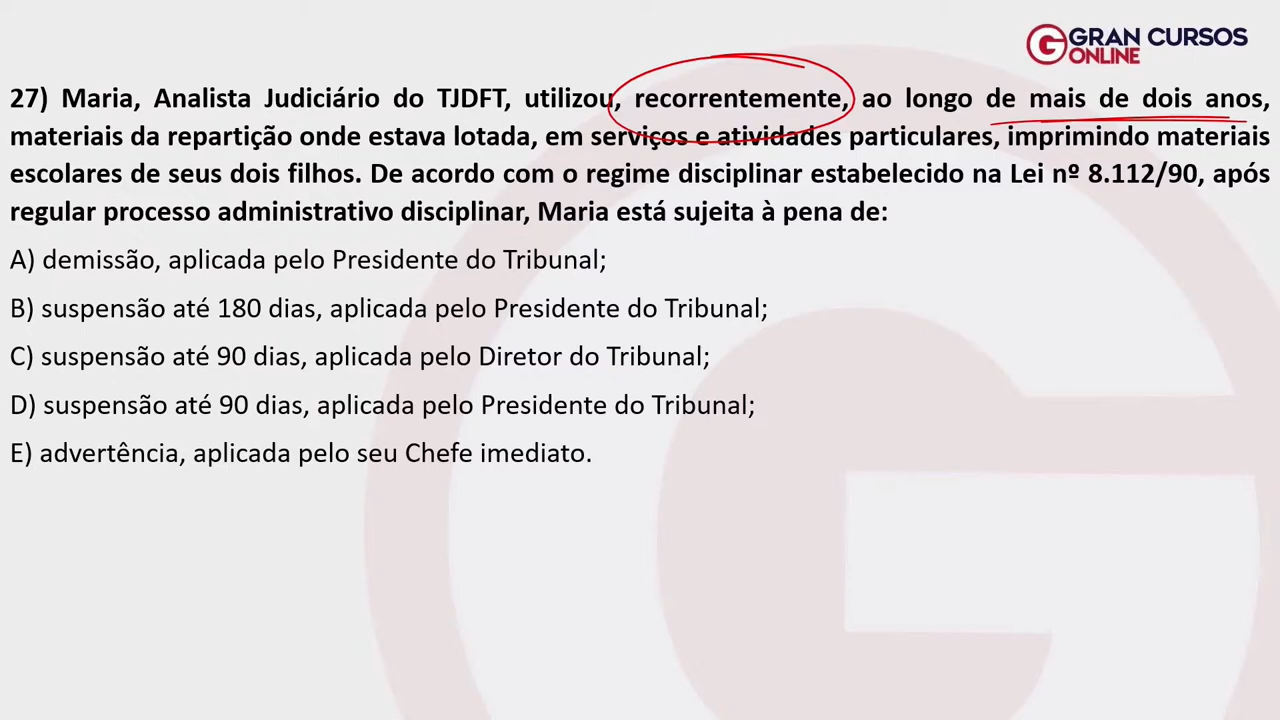 GRAN CURSOS
ONLINE
27) Maria, Analista Judiciário do TJDFT, utilizou, recorrentemente, ao longo de mais de dois anos,
materiais da repartição onde estava lotada, em serviços e atividades particulares, imprimindo materiais
escolares de seus dois filhos. De acordo com o regime disciplinar estabelecido na Lei nº 8.112/90, após
regular processo administrativo disciplinar, Maria está sujeita à pena de:
A) demissão, aplicada pelo Presidente do Tribunal;
B) suspensão até 180 dias, aplicada pelo Presidente do Tribunal;
C) suspensão até 90 dias, aplicada pelo Diretor do Tribunal;
D) suspensão até 90 dias, aplicada pelo Presidente do Tribunal;
E) advertência, aplicada pelo seu Chefe imediato.